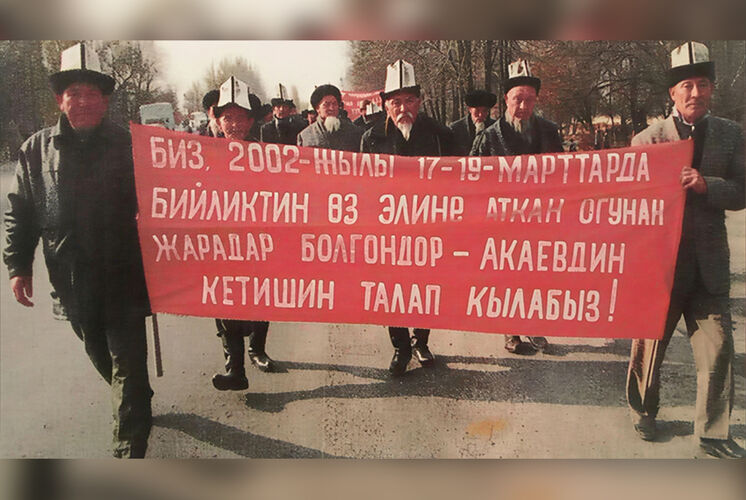 БИЗ, 2002-ЖЫЛЫ 17-19-МАРТТАРДА
БИЙЛИКТИН ӨЗ ЭЛИНЕ АТКАН ОГУНАН
ЖАРАДАР БОЛГОНДОР - АКАЕВДИН
КЕТИШИН ТАЛАП КЫЛАБЫЗ!